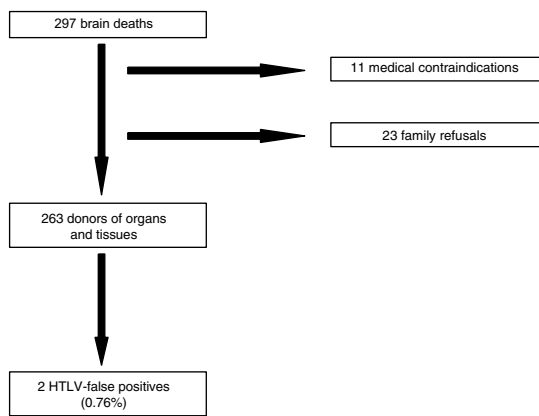 297 brain deaths
11 medical contraindications
23 family refusals
263 donors of organs
and tissues
2 HTLV-false positives
(0.76%)